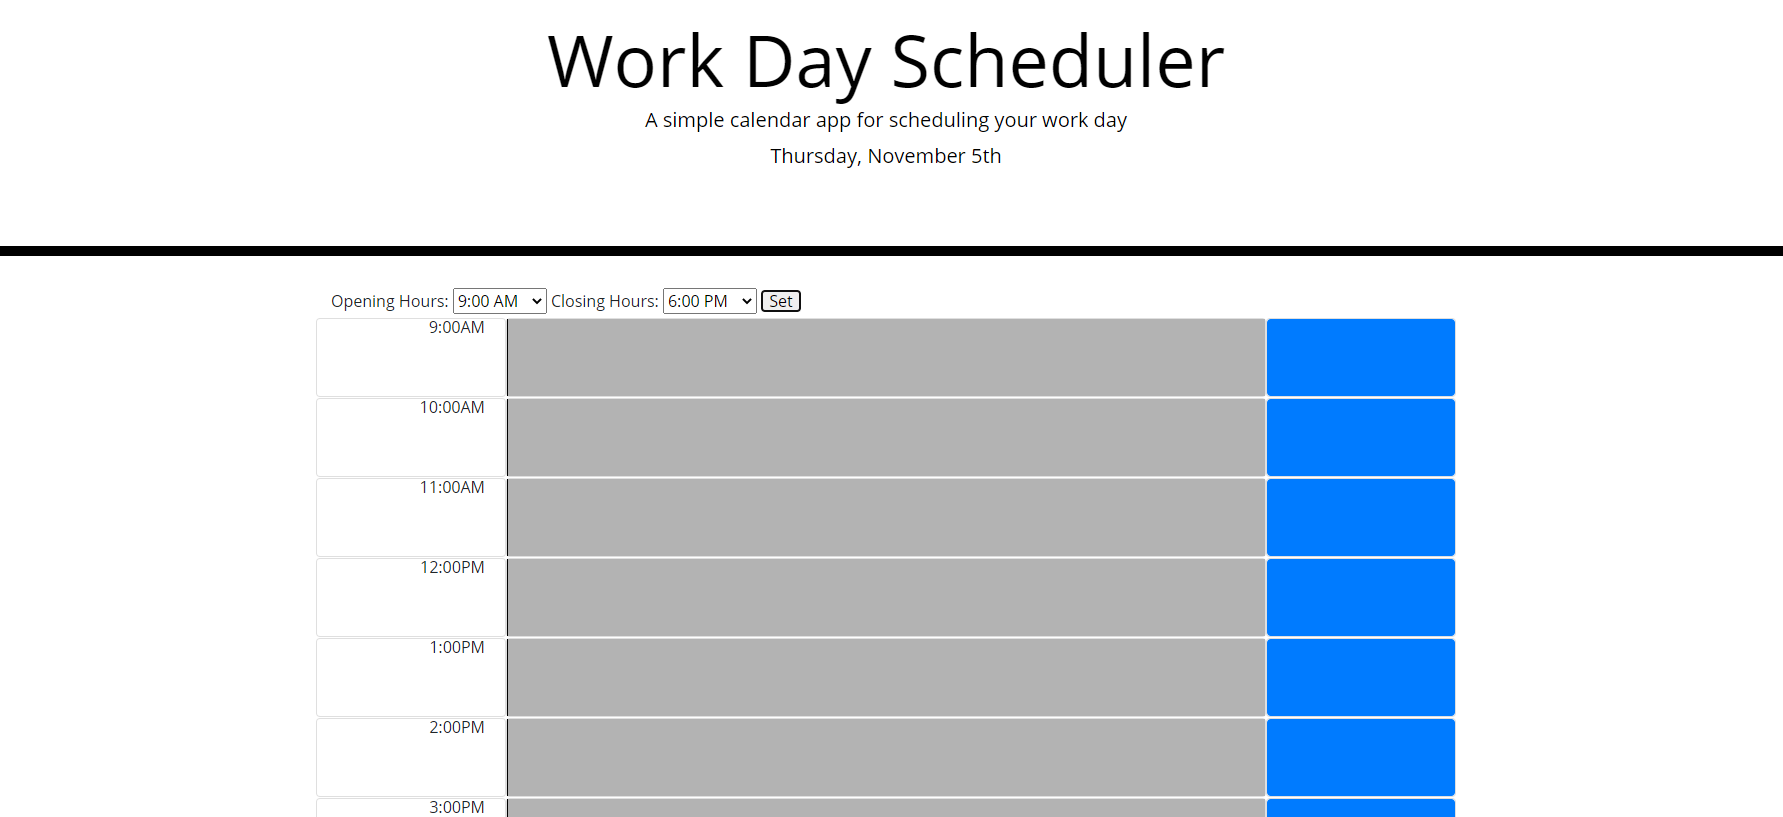 Work Day Scheduler
A simple calendar app for scheduling your work day
Thursday, November 5th
Opening Hours: 9:00 AM Closing Hours: 6:00 PM Set
9:00AM
10:00AM
11:00AM
12:00PM
1:00PM
2:00PM
3:00PM